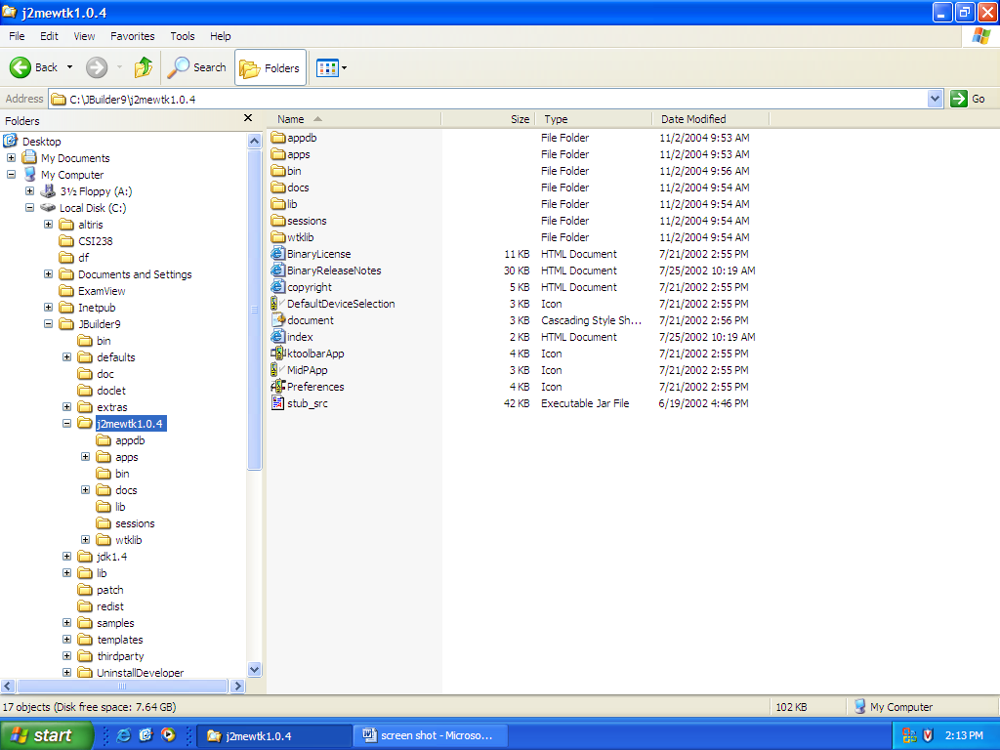 j2mewtk1.0.4
File Edit View Favorites Tools Help
Back Search Folders
Address C:\JBuilder9\j2mewtk1.0.4 Go
Folders
Desktop
My Documents
My Computer
3½ Floppy (A:)
Local Disk (C:)
altiris
CSI238
df
Documents and Settings
ExamView
Inetpub
JBuilder9
bin
defaults
doc
doclet
extras
j2mewtk1.0.4
appdb
apps
bin
docs
lib
sessions
wtklib
jdk1.4
lib
patch
redist
samples
templates
thirdparty
UninstallDeveloper
Name Size Type Date Modified
appdb File Folder 11/2/2004 9:53 AM
apps File Folder 11/2/2004 9:53 AM
bin File Folder 11/2/2004 9:56 AM
docs File Folder 11/2/2004 9:54 AM
lib File Folder 11/2/2004 9:54 AM
sessions File Folder 11/2/2004 9:54 AM
wtklib File Folder 11/2/2004 9:54 AM
BinaryLicense 11 KB HTML Document 7/21/2002 2:55 PM
BinaryReleaseNotes 30 KB HTML Document 7/25/2002 10:19 AM
copyright 5 KB HTML Document 7/21/2002 2:55 PM
DefaultDeviceSelection 3 KB Icon 7/21/2002 2:55 PM
document 3 KB Cascading Style Sh... 7/21/2002 2:56 PM
index 2 KB HTML Document 7/25/2002 10:19 AM
ktoolbarApp 4 KB Icon 7/21/2002 2:55 PM
MidPApp 3 KB Icon 7/21/2002 2:55 PM
Preferences 4 KB Icon 7/21/2002 2:55 PM
stub_src 42 KB Executable Jar File 6/19/2002 4:46 PM
17 objects (Disk free space: 7.64 GB) 102 KB My Computer
start j2mewtk1.0.4 screen shot - Microso... 2:13 PM